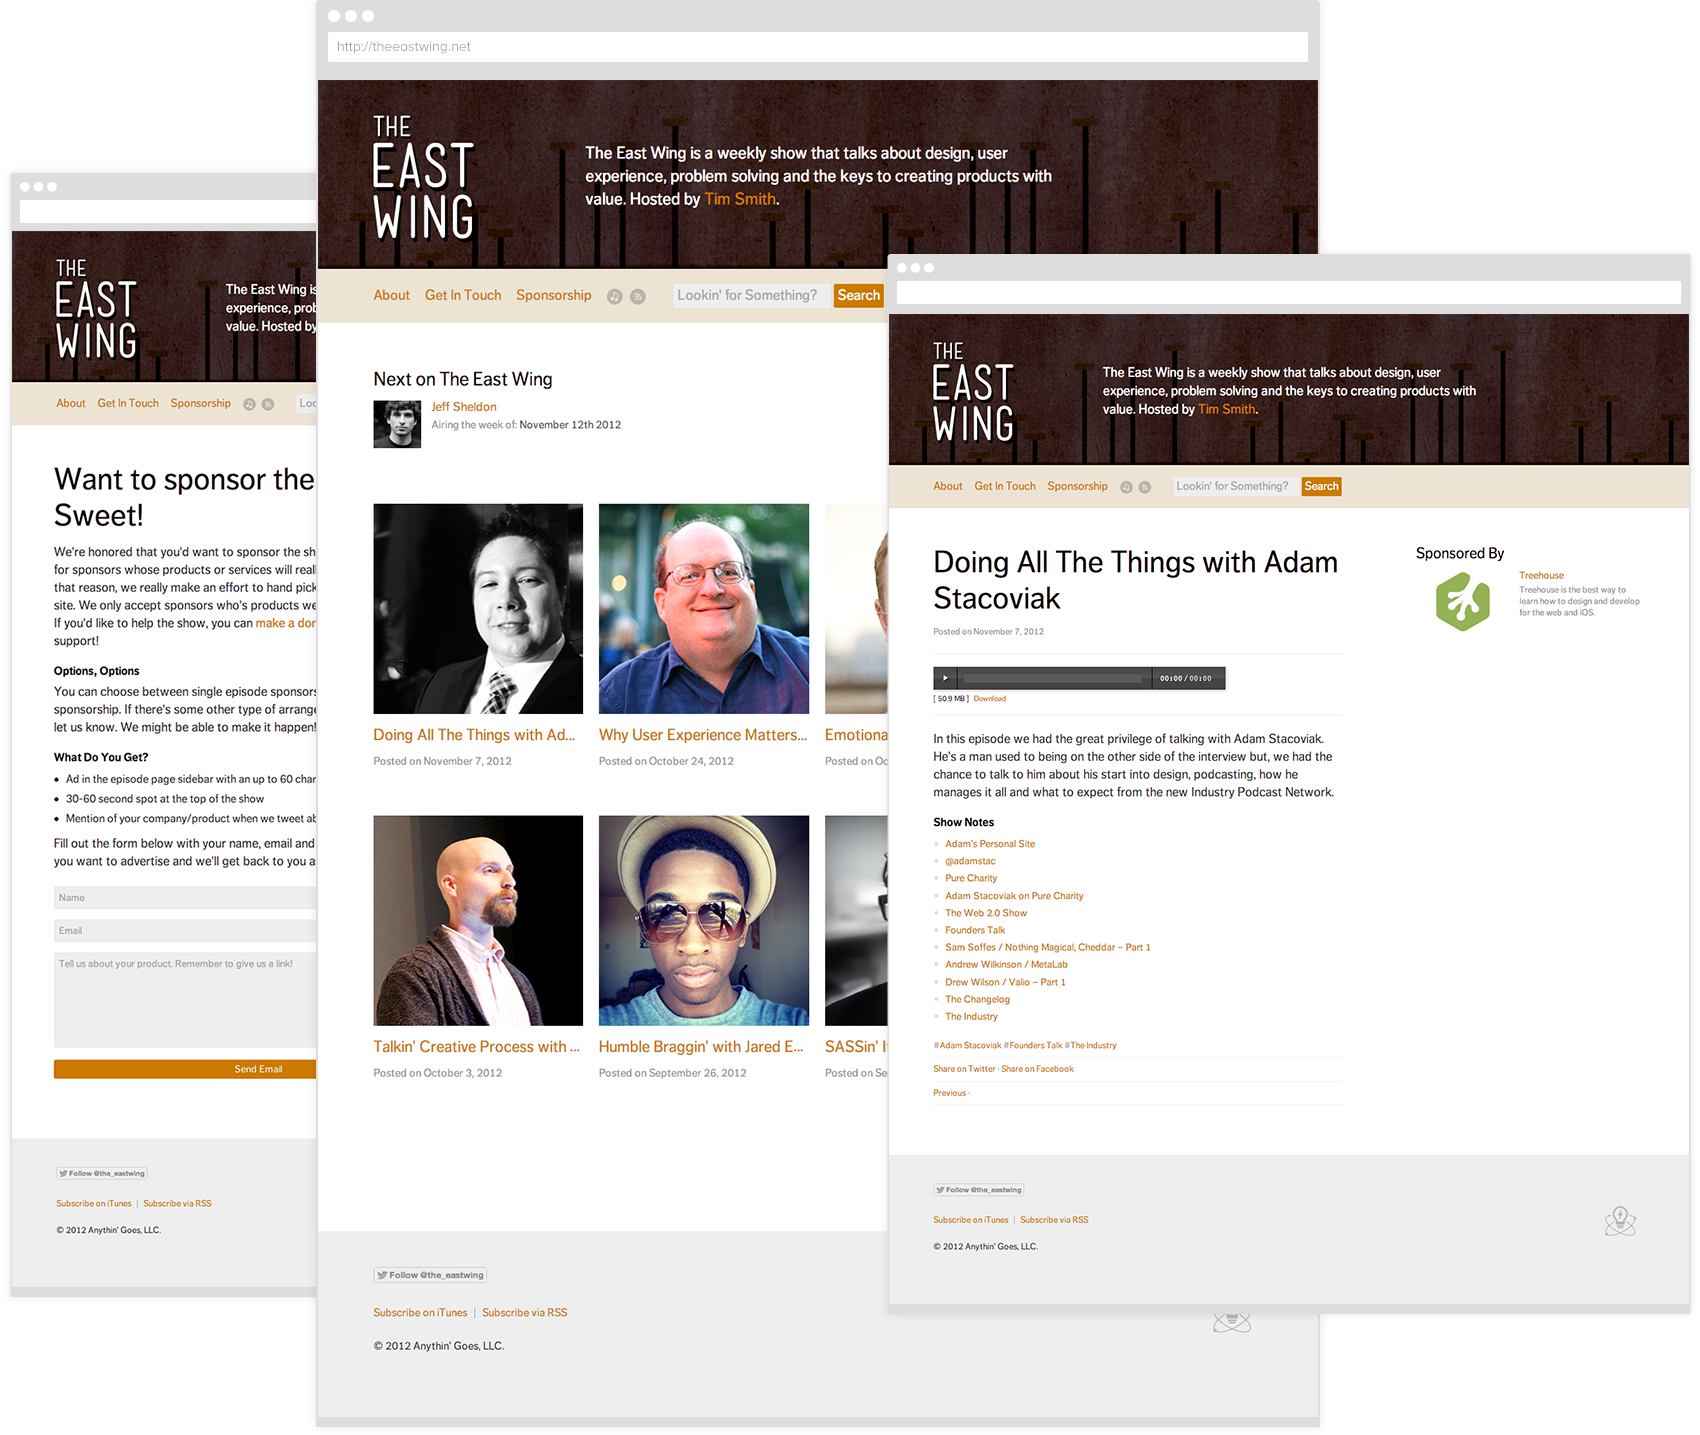 http://theeastwing.net
THE
EAST
WING
The East Wing is a weekly show that talks about design, user
experience, problem solving and the keys to creating products with
value. Hosted by Tim Smith.
About Get In Touch Sponsorship Lookin' for Something? Search
Next on The East Wing
Jeff Sheldon
Airing the week of: November 12th 2012
Doing All The Things with Ad...
Posted on November 7, 2012
Why User Experience Matters...
Posted on October 24, 2012
Emotiona
Posted on Oc
Talkin' Creative Process with ...
Posted on October 3, 2012
Humble Braggin' with Jared E...
Posted on September 26, 2012
SASSin' I
Posted on Se
Follow @the_eastwing
Subscribe on iTunes | Subscribe via RSS
© 2012 Anythin' Goes, LLC.
THE
EAST
WING
The East Wing is
experience, prob
value. Hosted by
About Get In Touch Sponsorship Loo
Want to sponsor the
Sweet!
We're honored that you'd want to sponsor the sh
for sponsors whose products or services will reall
that reason, we really make an effort to hand pick
site. We only accept sponsors who's products we
If you'd like to help the show, you can make a don
support!
Options, Options
You can choose between single episode sponsors
sponsorship. If there's some other type of arrange
let us know. We might be able to make it happen!
What Do You Get?
Ad in the episode page sidebar with an up to 60 char
30-60 second spot at the top of the show
Mention of your company/product when we tweet ab
Fill out the form below with your name, email and
you want to advertise and we'll get back to you a
Name
Email
Tell us about your product. Remember to give us a link!
Send Email
Follow @the_eastwing
Subscribe on iTunes | Subscribe via RSS
© 2012 Anythin' Goes, LLC.
THE
EAST
WING
The East Wing is a weekly show that talks about design, user
experience, problem solving and the keys to creating products with
value. Hosted by Tim Smith.
About Get In Touch Sponsorship Lookin' for Something? Search
Doing All The Things with Adam
Stacoviak
Posted on November 7, 2012
00:00 / 00:00
[ 50.9 MB ] Download
In this episode we had the great privilege of talking with Adam Stacoviak.
He's a man used to being on the other side of the interview but, we had the
chance to talk to him about his start into design, podcasting, how he
manages it all and what to expect from the new Industry Podcast Network.
Show Notes
Adam's Personal Site
@adamstac
Pure Charity
Adam Stacoviak on Pure Charity
The Web 2.0 Show
Founders Talk
Sam Soffes / Nothing Magical, Cheddar – Part 1
Andrew Wilkinson / MetaLab
Drew Wilson / Valio – Part 1
The Changelog
The Industry
#Adam Stacoviak #Founders Talk #The Industry
Share on Twitter · Share on Facebook
Previous ·
Sponsored By
Treehouse
Treehouse is the best way to
learn how to design and develop
for the web and iOS.
Follow @the_eastwing
Subscribe on iTunes | Subscribe via RSS
© 2012 Anythin' Goes, LLC.